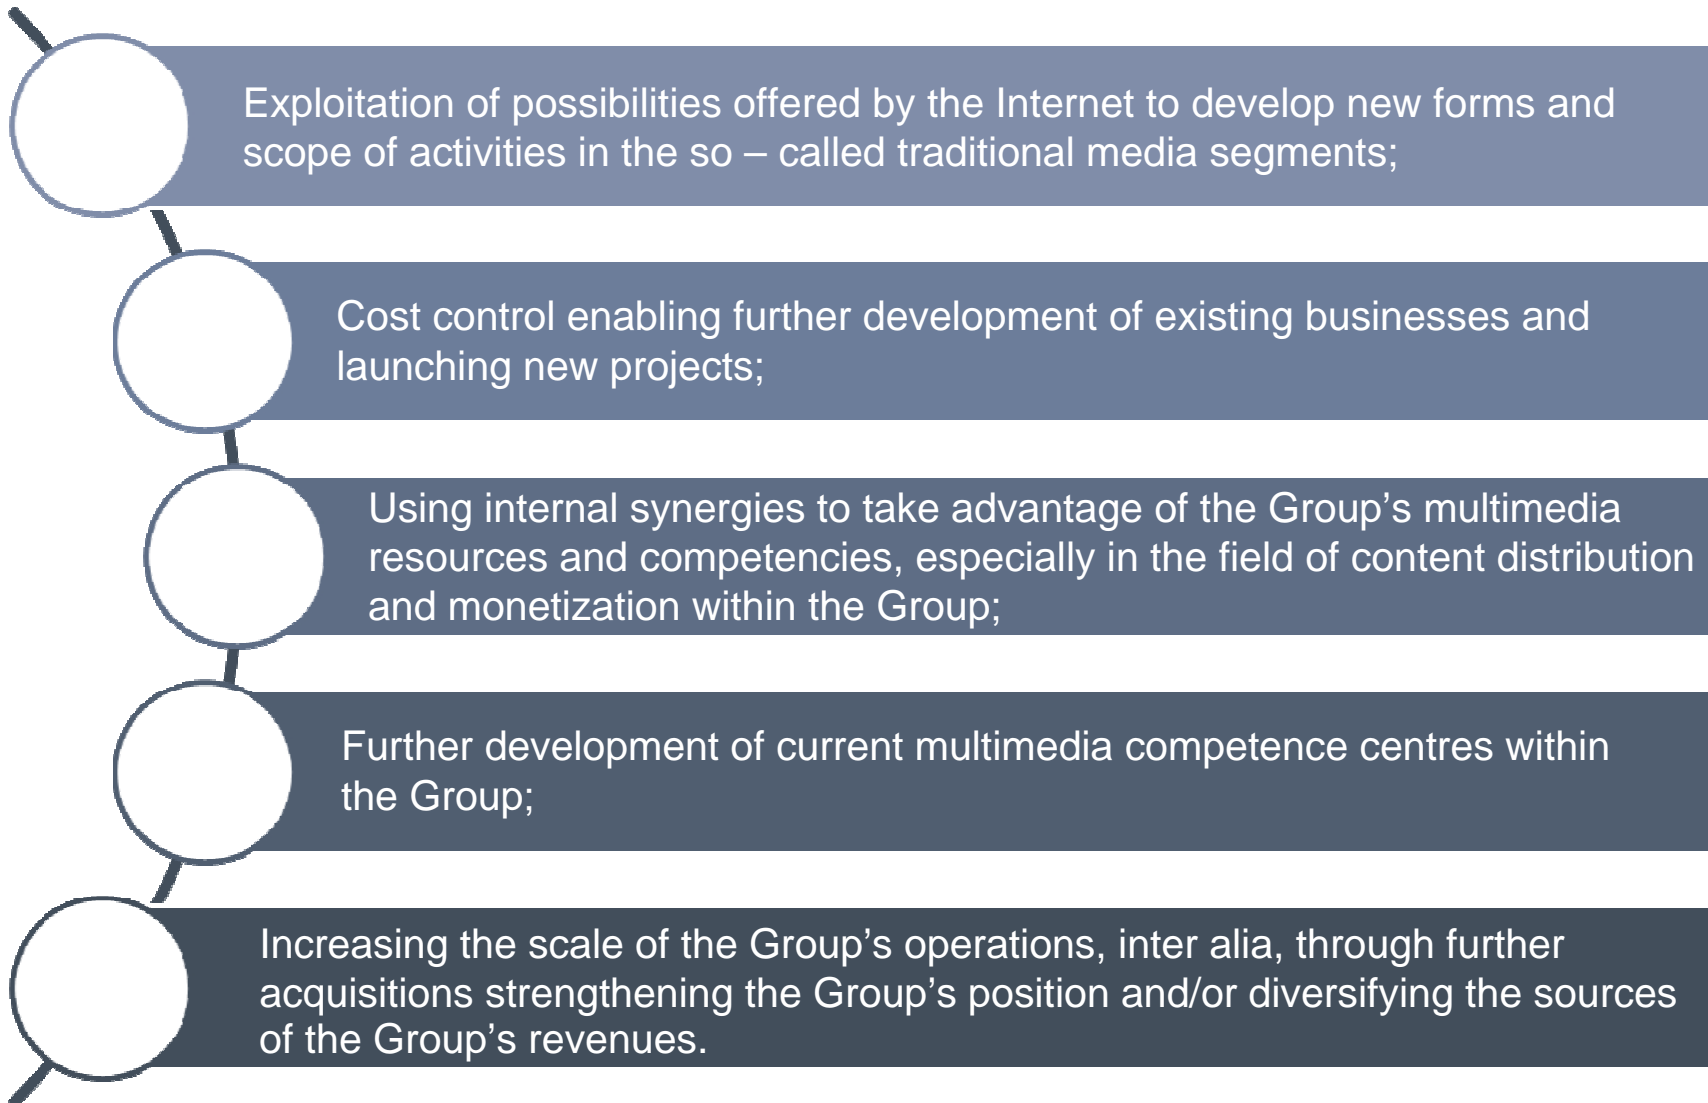 Exploitation of possibilities offered by the Internet to develop new forms and
scope of activities in the so – called traditional media segments;
Cost control enabling further development of existing businesses and
launching new projects;
Using internal synergies to take advantage of the Group’s multimedia
resources and competencies, especially in the field of content distribution
and monetization within the Group;
Further development of current multimedia competence centres within
the Group;
Increasing the scale of the Group’s operations, inter alia, through further
acquisitions strengthening the Group’s position and/or diversifying the sources
of the Group’s revenues.